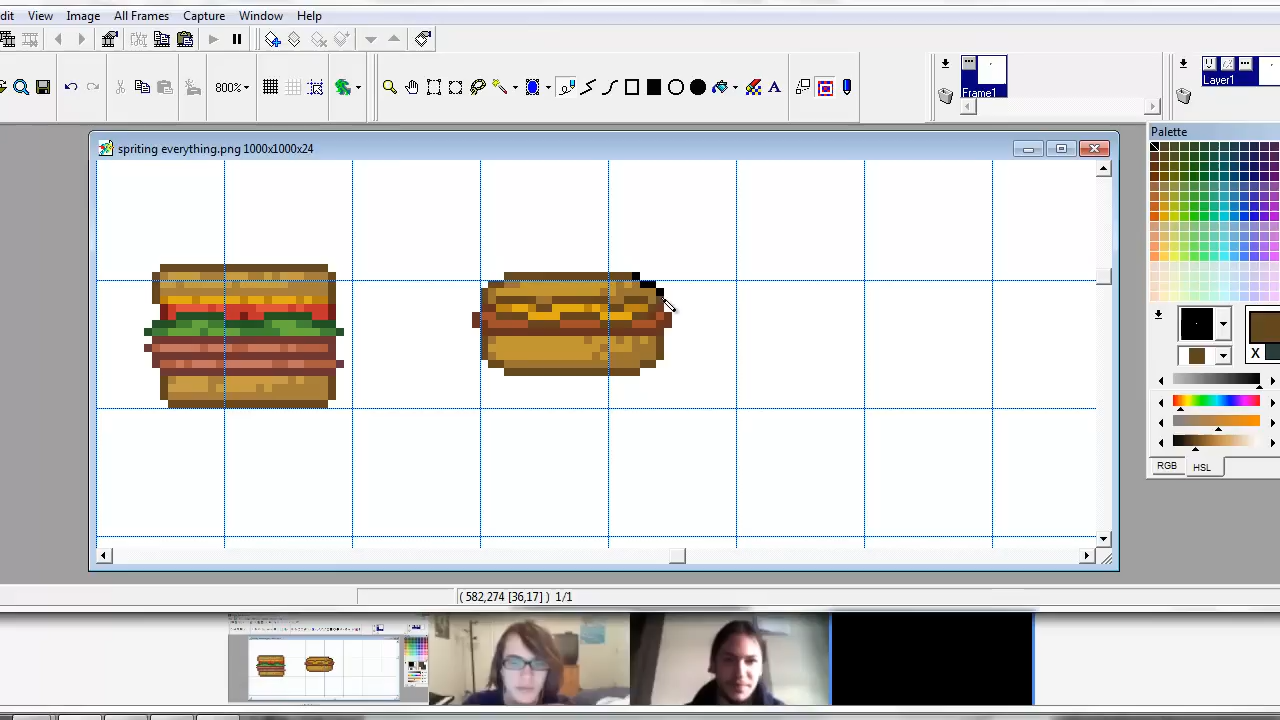 dit View Image All Frames Capture Window Help
800%
A
Frame1
Layer1
spriting everything.png 1000x1000x24
Palette
X
RGB HSL
( 582,274 [36,17] ) 1/1